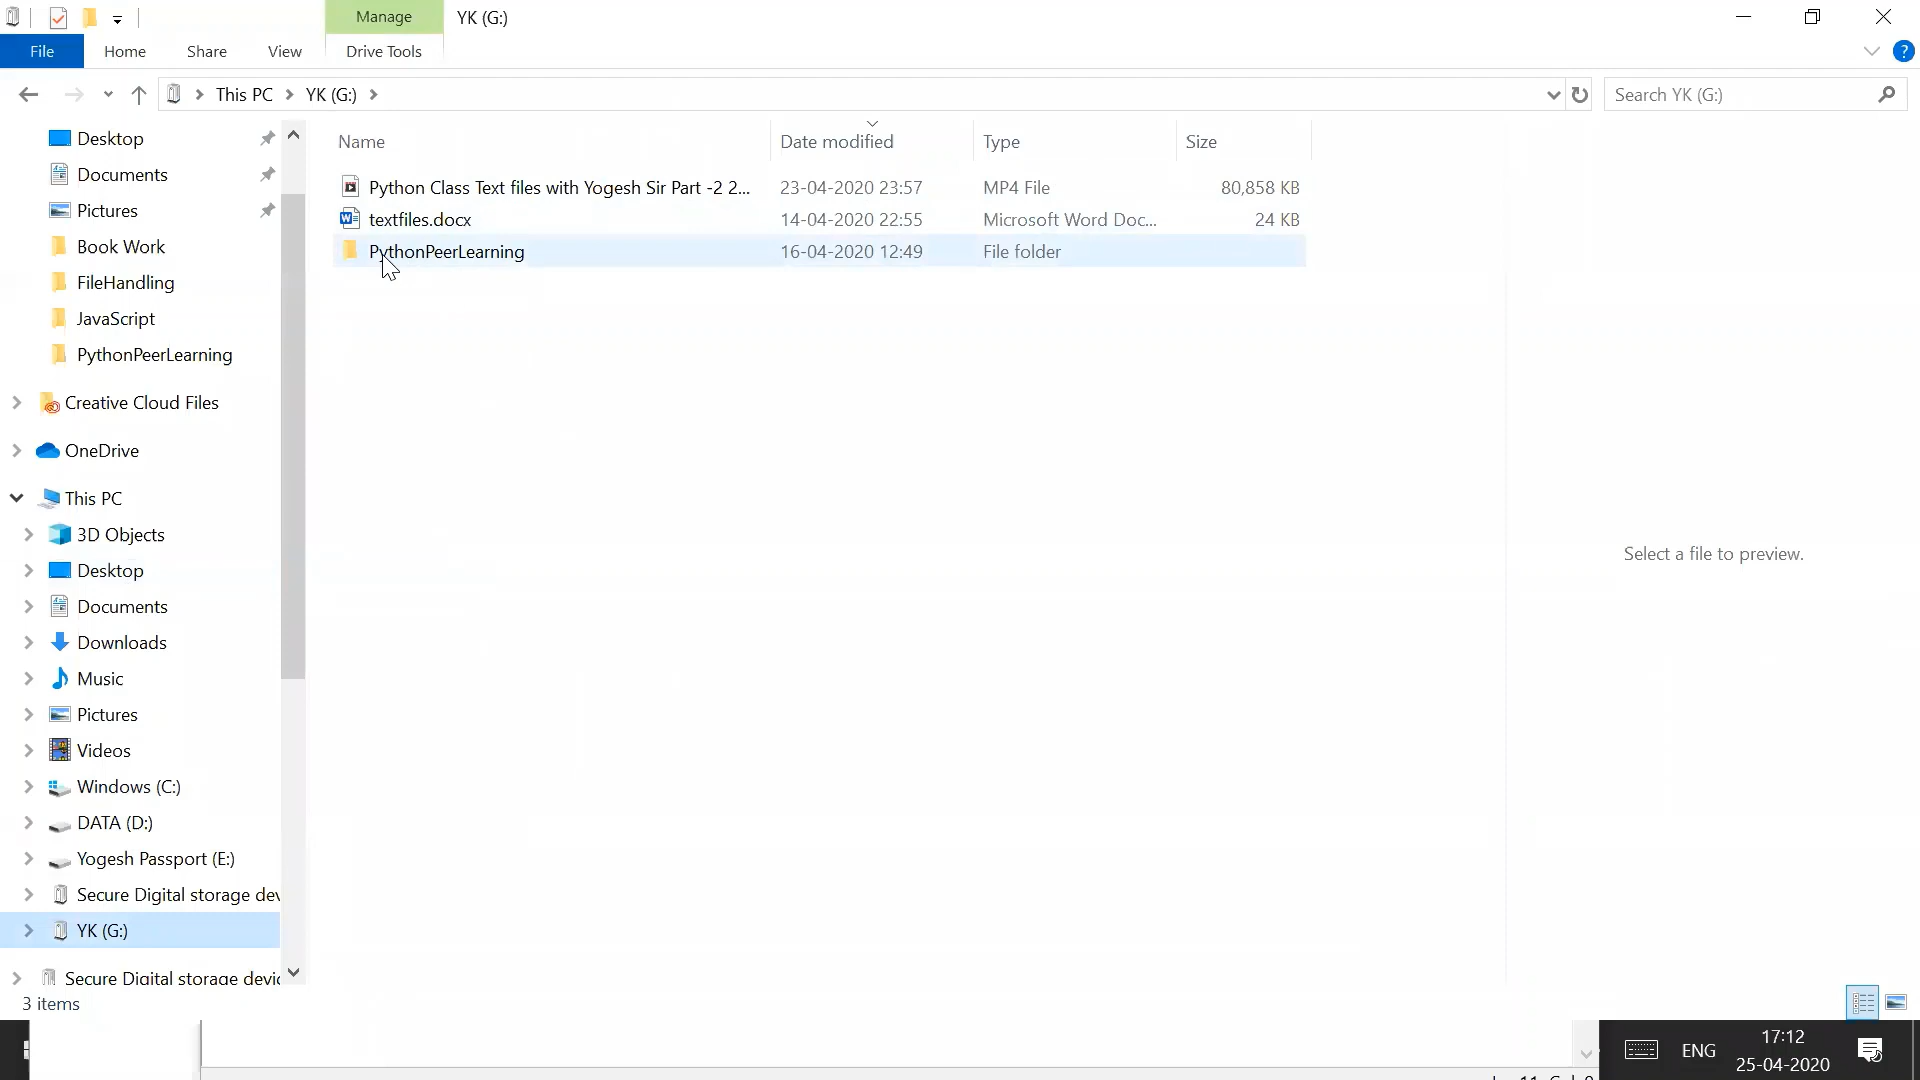 Manage
YK (G:)
File
Home
Share
View
Drive Tools
?
This PC
YK (G:)
Search YK (G:)
Name
Date modified
Type
Size
Python Class Text files with Yogesh Sir Part -2 2... 23-04-2020 23:57 MP4 File 80,858 KB
textfiles.docx 14-04-2020 22:55 Microsoft Word Doc... 24 KB
PythonPeerLearning 16-04-2020 12:49 File folder
Desktop
Documents
Pictures
Book Work
FileHandling
JavaScript
PythonPeerLearning
Creative Cloud Files
OneDrive
This PC
3D Objects
Desktop
Documents
Downloads
Music
Pictures
Videos
Windows (C:)
DATA (D:)
Yogesh Passport (E:)
Secure Digital storage dev
YK (G:)
Secure Digital storage devic
Select a file to preview.
3 items
ENG
17:12
25-04-2020